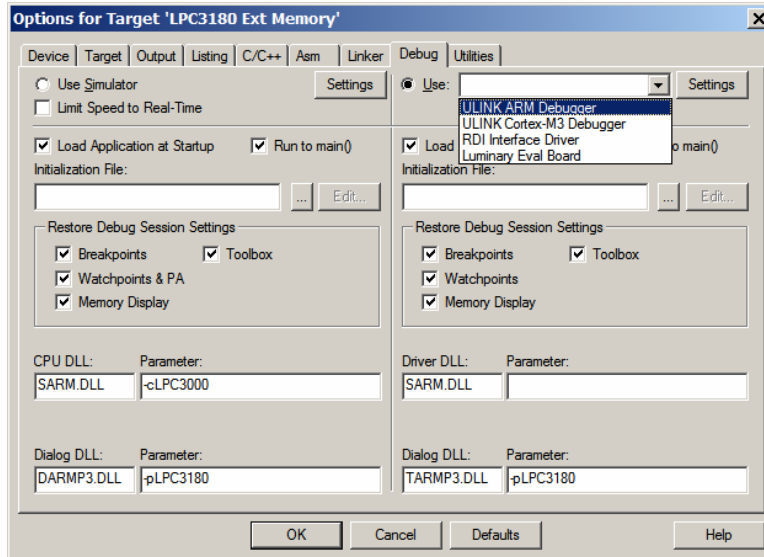 Options for Target 'LPC3180 Ext Memory'
Device Target Output Listing C/C++ Asm Linker Debug Utilities
Use Simulator Settings Use: Settings
Limit Speed to Real-Time
ULINK ARM Debugger
ULINK Cortex-M3 Debugger
RDI Interface Driver
Luminary Eval Board
Load Application at Startup Run to main() Load o main()
Initialization File: Initialization File:
... Edit... ... Edit...
Restore Debug Session Settings Restore Debug Session Settings
Breakpoints Toolbox Breakpoints Toolbox
Watchpoints & PA Watchpoints
Memory Display Memory Display
CPU DLL: Parameter: Driver DLL: Parameter:
SARM.DLL -cLPC3000 SARM.DLL
Dialog DLL: Parameter: Dialog DLL: Parameter:
DARMP3.DLL -pLPC3180 TARMP3.DLL -pLPC3180
OK Cancel Defaults Help